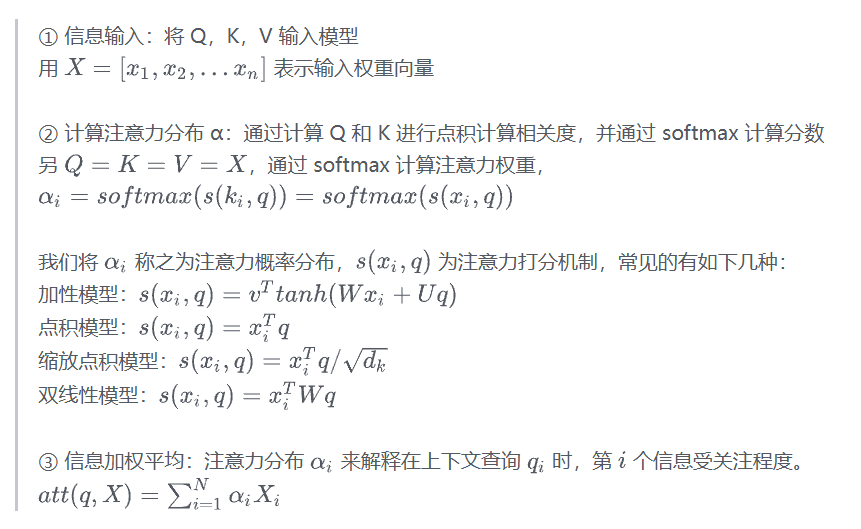 ① 信息输入：将 Q，K，V 输入模型
用 $X = [x_1, x_2, \ldots x_n]$ 表示输入权重向量
② 计算注意力分布 α：通过计算 Q 和 K 进行点积计算相关度，并通过 softmax 计算分数
另 $Q = K = V = X$，通过 softmax 计算注意力权重，
$\alpha_i = softmax(s(k_i, q)) = softmax(s(x_i, q))$
我们将 $\alpha_i$ 称之为注意力概率分布，$s(x_i, q)$ 为注意力打分机制，常见的有如下几种：
加性模型：$s(x_i, q) = v^T tanh(Wx_i + Uq)$
点积模型：$s(x_i, q) = x_i^T q$
缩放点积模型：$s(x_i, q) = x_i^T q / \sqrt{d_k}$
双线性模型：$s(x_i, q) = x_i^T Wq$
③ 信息加权平均：注意力分布 $\alpha_i$ 来解释在上下文查询 $q_i$ 时，第 $i$ 个信息受关注程度。
$att(q, X) = \sum_{i=1}^{N} \alpha_i X_i$